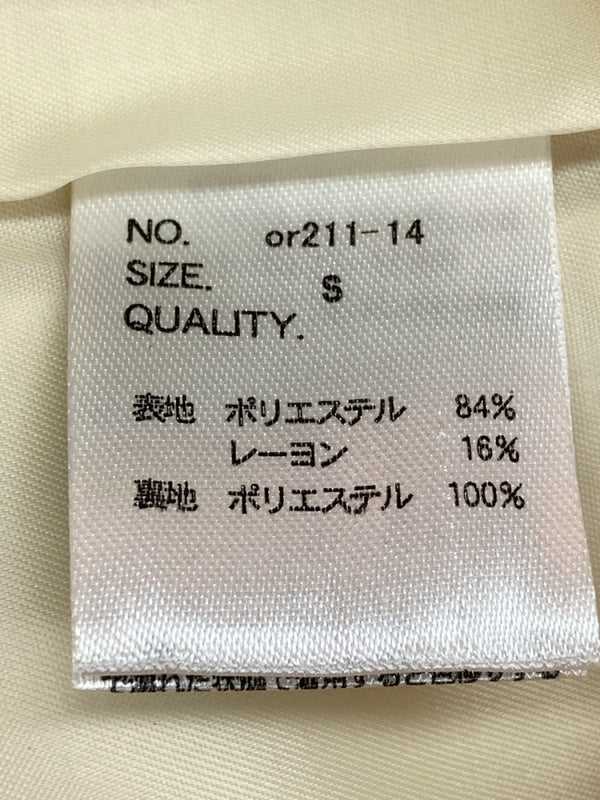 NO. or211-14
SIZE. S
QUALITY.
表地 ポリエステル 84%
レーヨン 16%
裏地 ポリエステル 100%